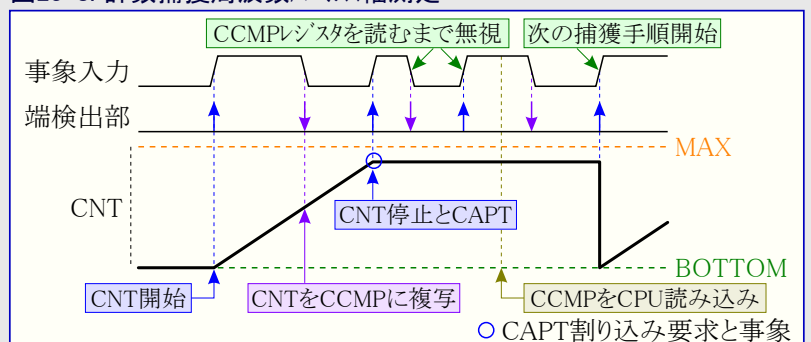 CCMPレジスタを読むまで無視
次の捕獲手順開始
事象入力
端検出部
MAX
CNT
CNT停止とCAPT
BOTTOM
CNT開始
CNTをCCMPに複写
CCMPをCPU読み込み
CAPT割り込み要求と事象